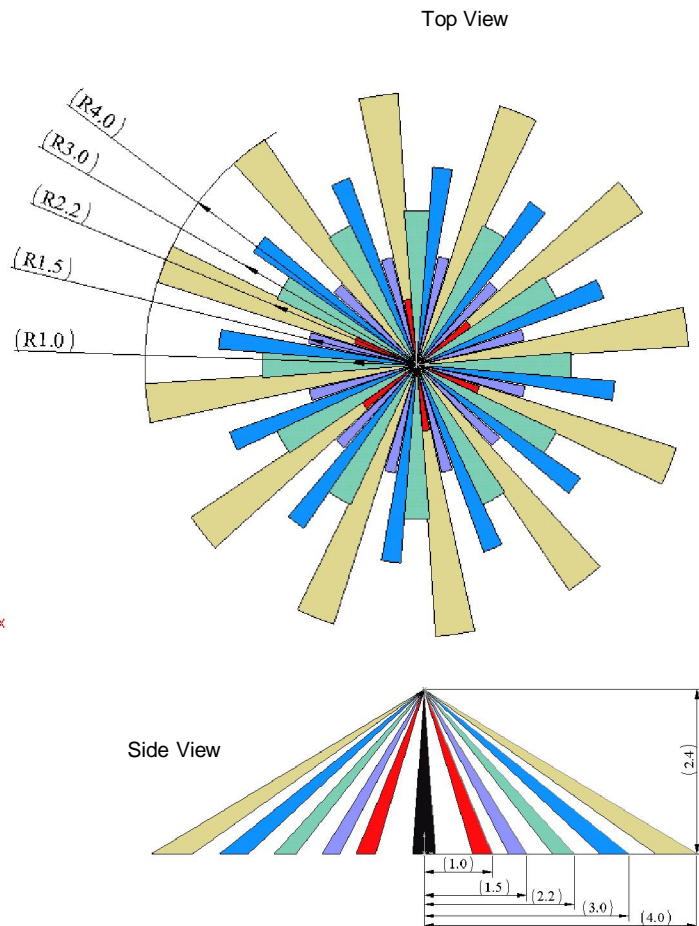 Top View
(R4.0)
(R3.0)
(R2.2)
(R1.5)
(R1.0)
x
Side View
(2.4)
(1.0)
(1.5)
(2.2)
(3.0)
(4.0)